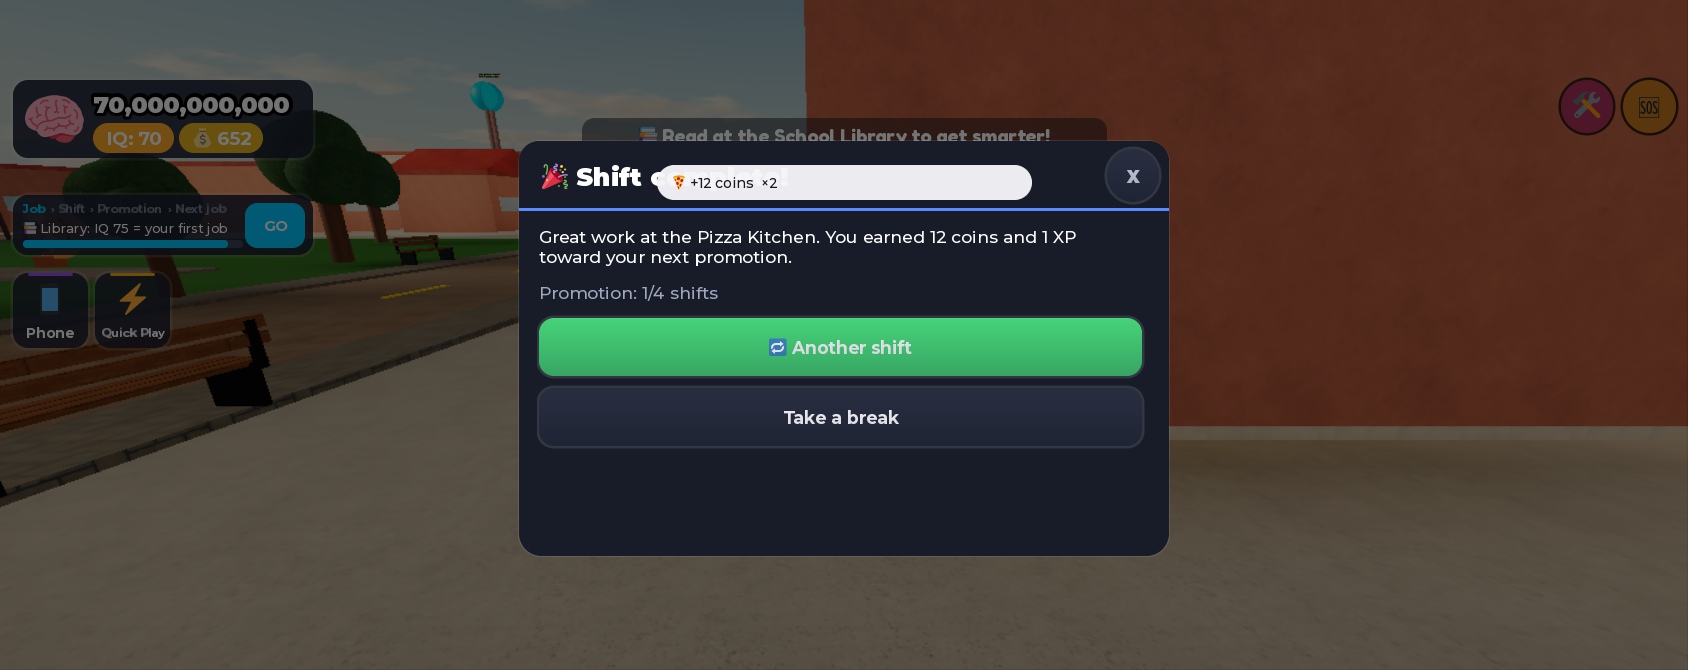 70,000,000,000
IQ: 70
652
Job › Shift › Promotion › Next job
Library: IQ 75 = your first job
GO
Phone
Quick Play
Read at the School Library to get smarter!
SOS
Shift
+12 coins ×2
X
Great work at the Pizza Kitchen. You earned 12 coins and 1 XP
toward your next promotion.
Promotion: 1/4 shifts
Another shift
Take a break